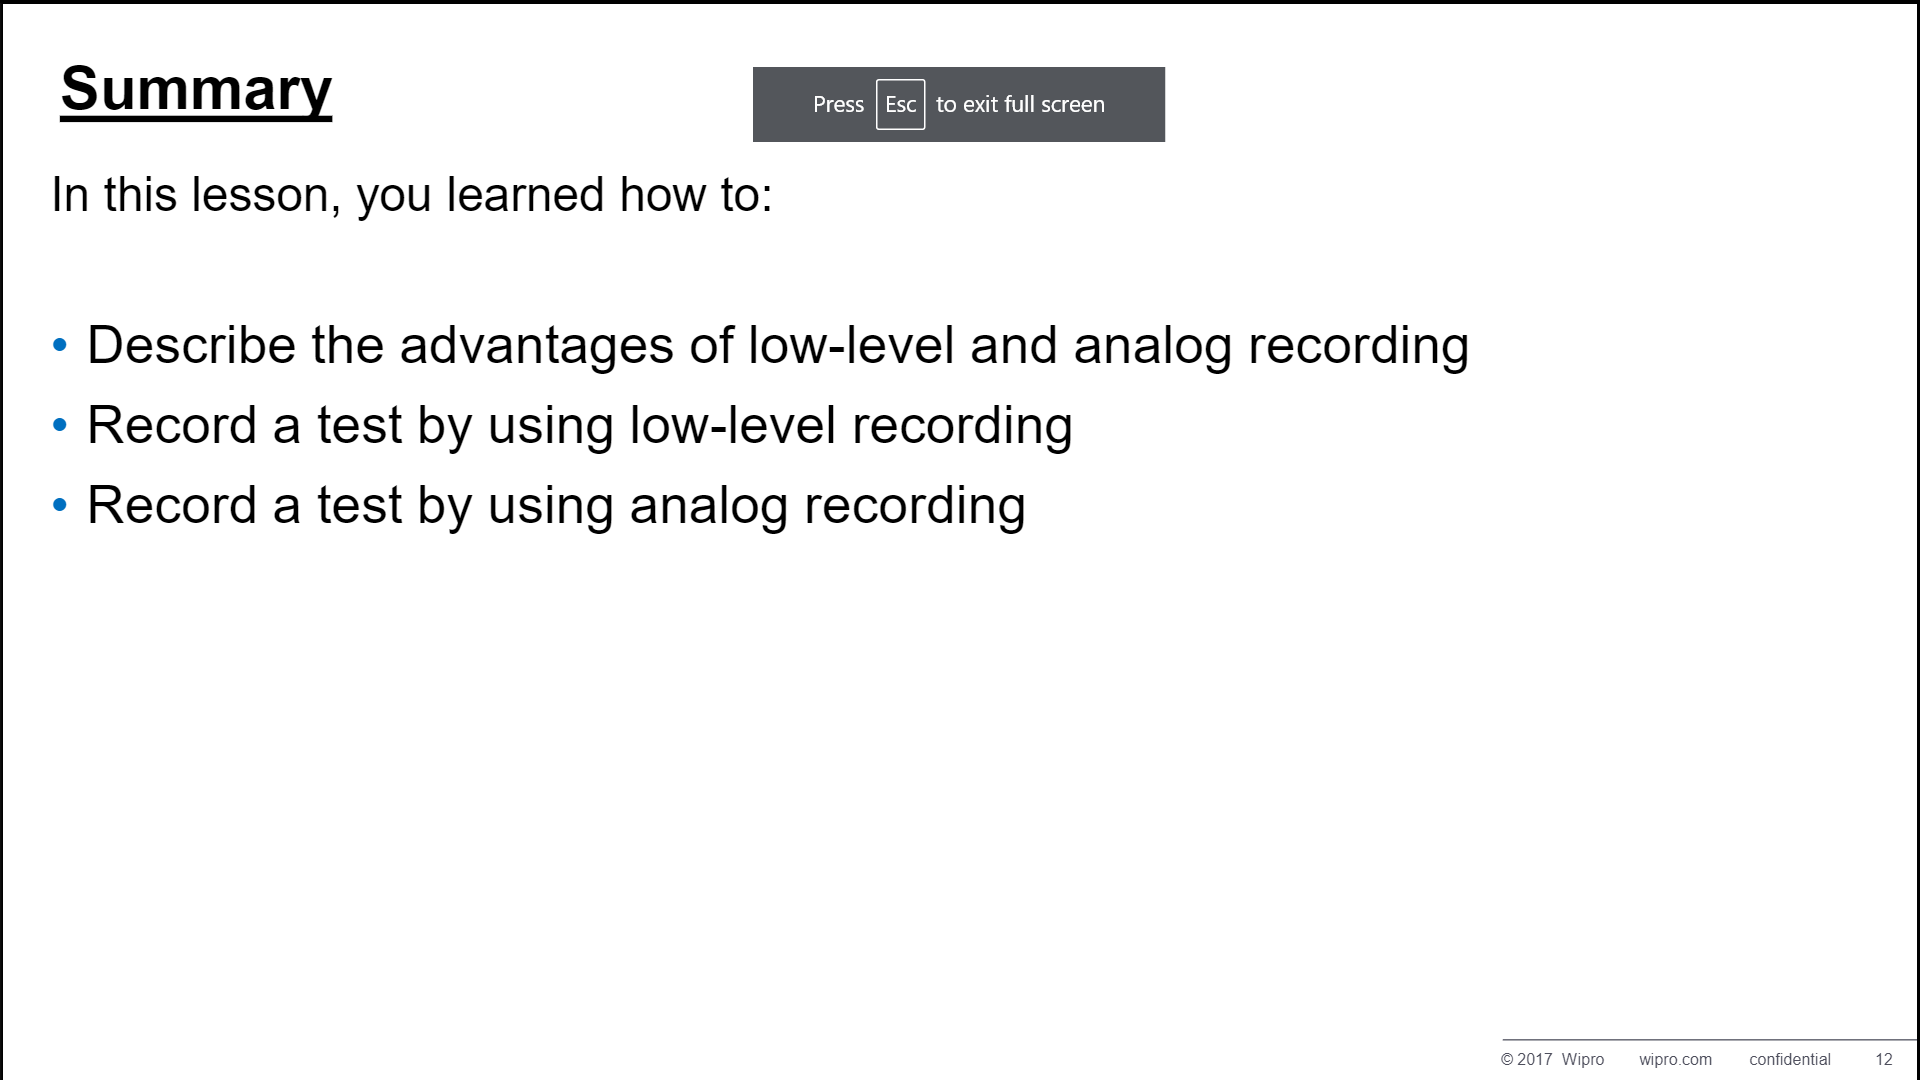 Summary
Press Esc to exit full screen
In this lesson, you learned how to:
• Describe the advantages of low-level and analog recording
• Record a test by using low-level recording
• Record a test by using analog recording
© 2017 Wipro wipro.com confidential 12